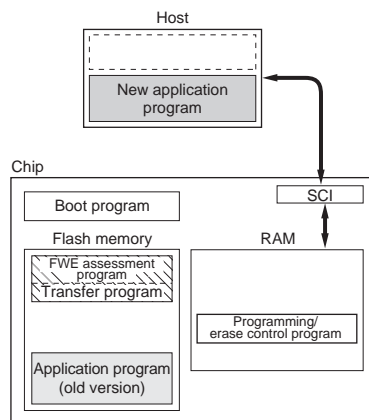 Host
New application
program
Chip
SCI
Boot program
Flash memory
RAM
FWE assessment
program
Transfer program
Programming/
erase control program
Application program
(old version)